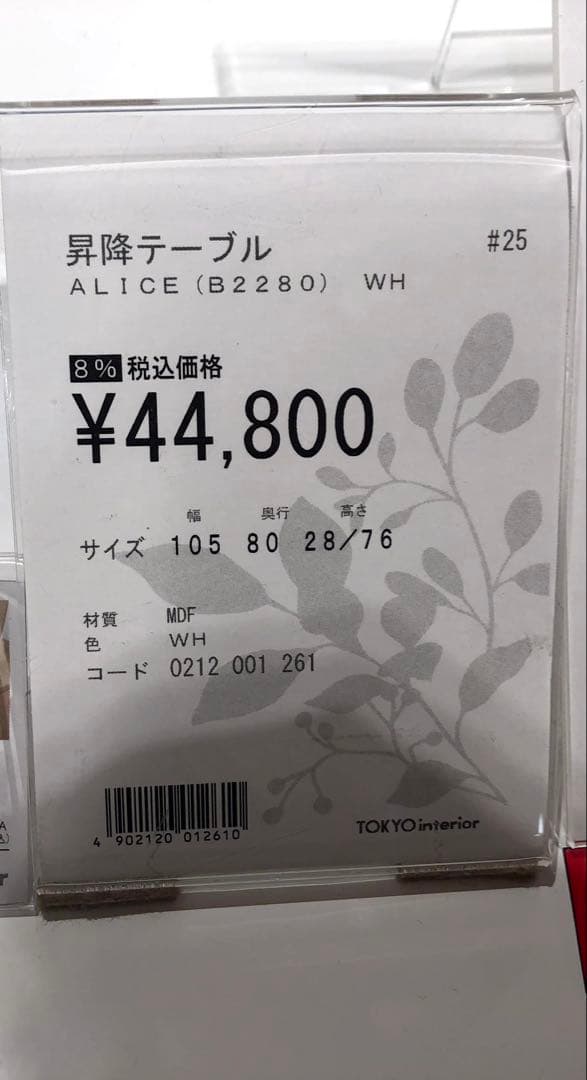 昇降テーブル #25
ALICE(B2280) WH
8%税込価格
¥44,800
幅 奥行 高さ
サイズ 105 80 28/76
材質 MDF
色 WH
コード 0212 001 261
4 902120 012610
TOKYO interior